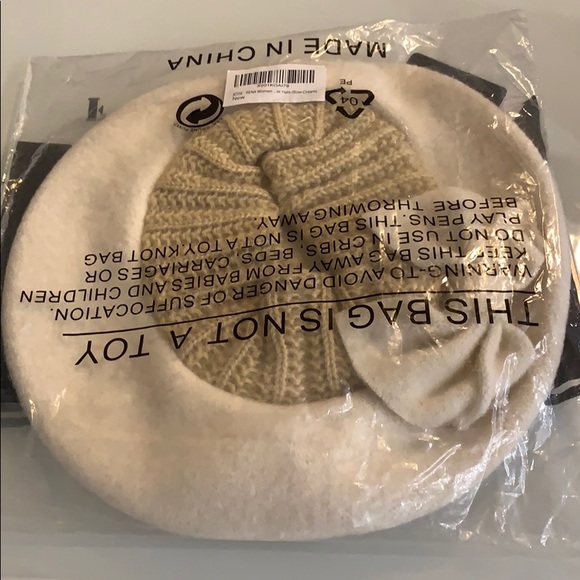 MADE IN CHINA
X001K03AU79
New
04
PE
THIS BAG IS NOT A TOY
WARNING-TO AVOID DANGER OF SUFFOCATION.
KEEP THIS BAG AWAY FROM BABIES AND CHILDREN
DO NOT USE IN CRIBS, BEDS, CARRIAGES OR
PLAY PENS. THIS BAG IS NOT A TOY KNOT BAG
BEFORE THROWING AWAY.